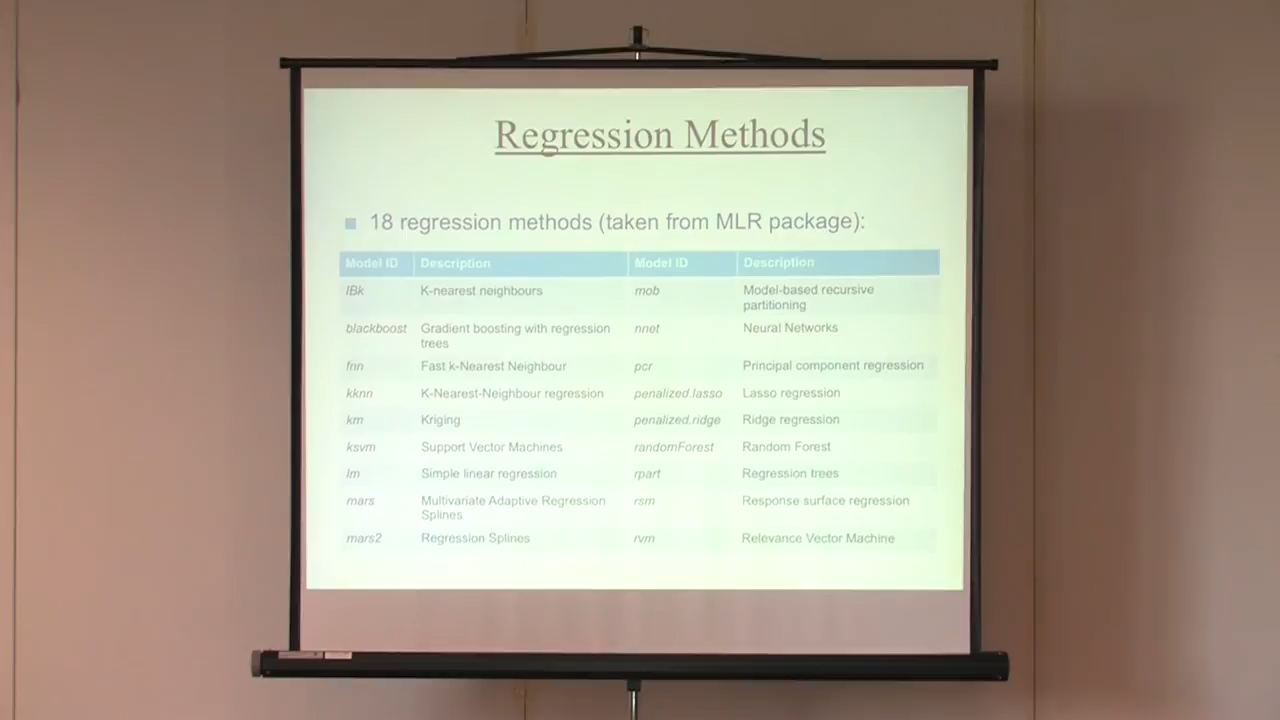 Regression Methods
18 regression methods (taken from MLR package):
Model ID Description Model ID Description
IBk K-nearest neighbours mob Model-based recursive
partitioning
blackboost Gradient boosting with regression nnet Neural Networks
trees
fnn Fast k-Nearest Neighbour pcr Principal component regression
kknn K-Nearest-Neighbour regression penalized.lasso Lasso regression
km Kriging penalized.ridge Ridge regression
ksvm Support Vector Machines randomForest Random Forest
lm Simple linear regression rpart Regression trees
mars Multivariate Adaptive Regression rsm Response surface regression
Splines
mars2 Regression Splines rvm Relevance Vector Machine